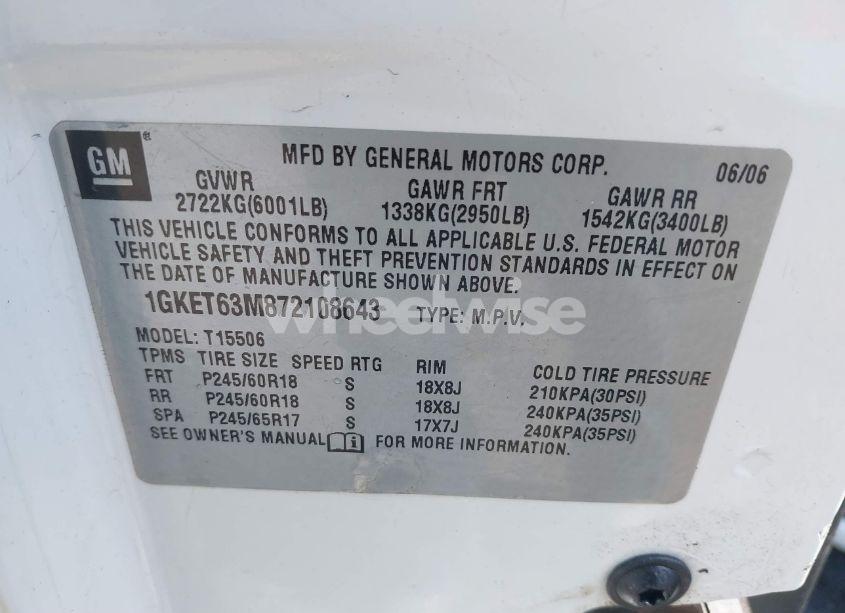 GM
MFD BY GENERAL MOTORS CORP. 06/06
GVWR GAWR FRT GAWR RR
2722KG(6001LB) 1338KG(2950LB) 1542KG(3400LB)
THIS VEHICLE CONFORMS TO ALL APPLICABLE U.S. FEDERAL MOTOR
VEHICLE SAFETY AND THEFT PREVENTION STANDARDS IN EFFECT ON
THE DATE OF MANUFACTURE SHOWN ABOVE.
1GKET63M872108643 TYPE: M.P.V.
wheelwise
MODEL: T15506
TPMS TIRE SIZE SPEED RTG RIM COLD TIRE PRESSURE
FRT P245/60R18 S 18X8J 210KPA(30PSI)
RR P245/60R18 S 18X8J 240KPA(35PSI)
SPA P245/65R17 S 17X7J 240KPA(35PSI)
SEE OWNER'S MANUAL FOR MORE INFORMATION.